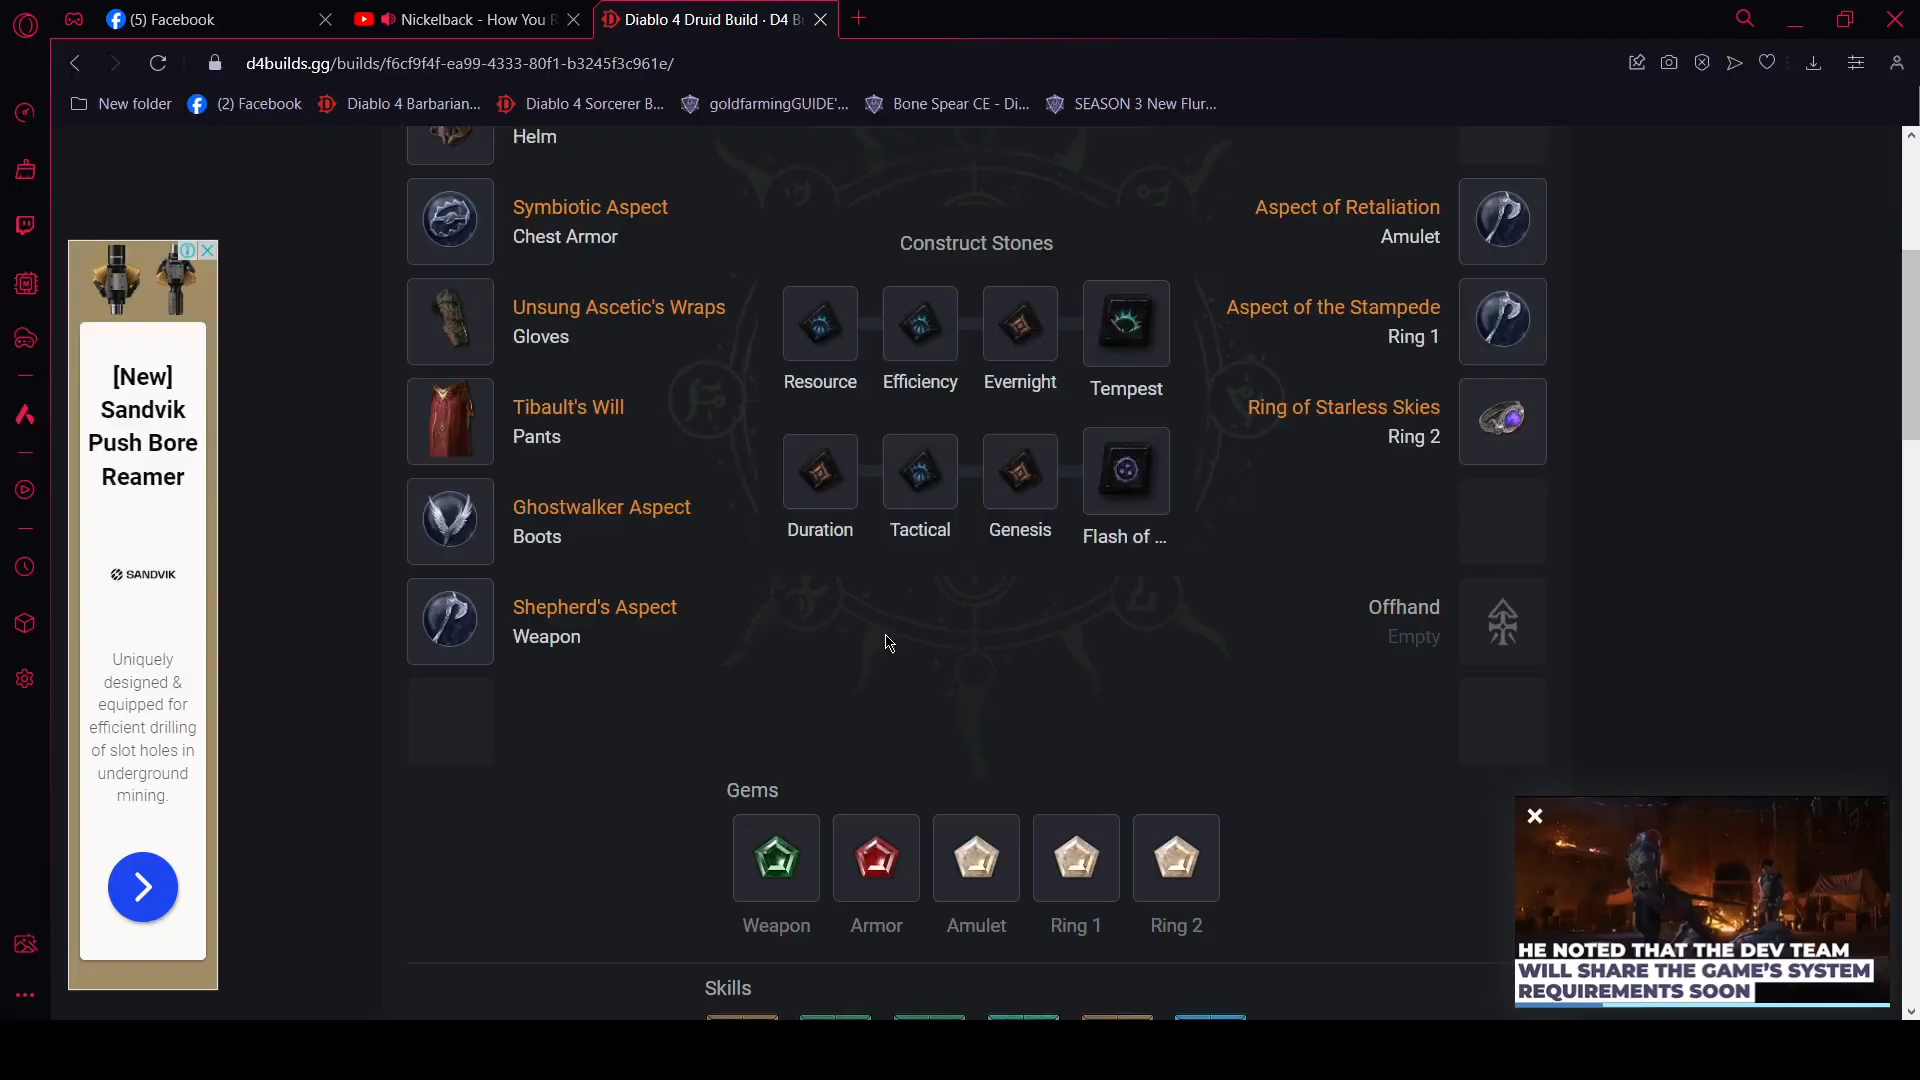 (5) Facebook
Nickelback - How You R
Diablo 4 Druid Build · D4 B
d4builds.gg/builds/f6cf9f4f-ea99-4333-80f1-b3245f3c961e/
New folder
(2) Facebook
Diablo 4 Barbarian...
Diablo 4 Sorcerer B...
goldfarmingGUIDE'...
Bone Spear CE - Di...
SEASON 3 New Flur...
Helm
Symbiotic Aspect
Chest Armor
Unsung Ascetic's Wraps
Gloves
Tibault's Will
Pants
Ghostwalker Aspect
Boots
Shepherd's Aspect
Weapon
Construct Stones
Resource
Efficiency
Evernight
Tempest
Duration
Tactical
Genesis
Flash of ...
Aspect of Retaliation
Amulet
Aspect of the Stampede
Ring 1
Ring of Starless Skies
Ring 2
Offhand
Empty
Gems
Weapon
Armor
Amulet
Ring 1
Ring 2
Skills
[New]
Sandvik
Push Bore
Reamer
SANDVIK
Uniquely
designed &
equipped for
efficient drilling
of slot holes in
underground
mining.
HE NOTED THAT THE DEV TEAM
WILL SHARE THE GAME'S SYSTEM
REQUIREMENTS SOON